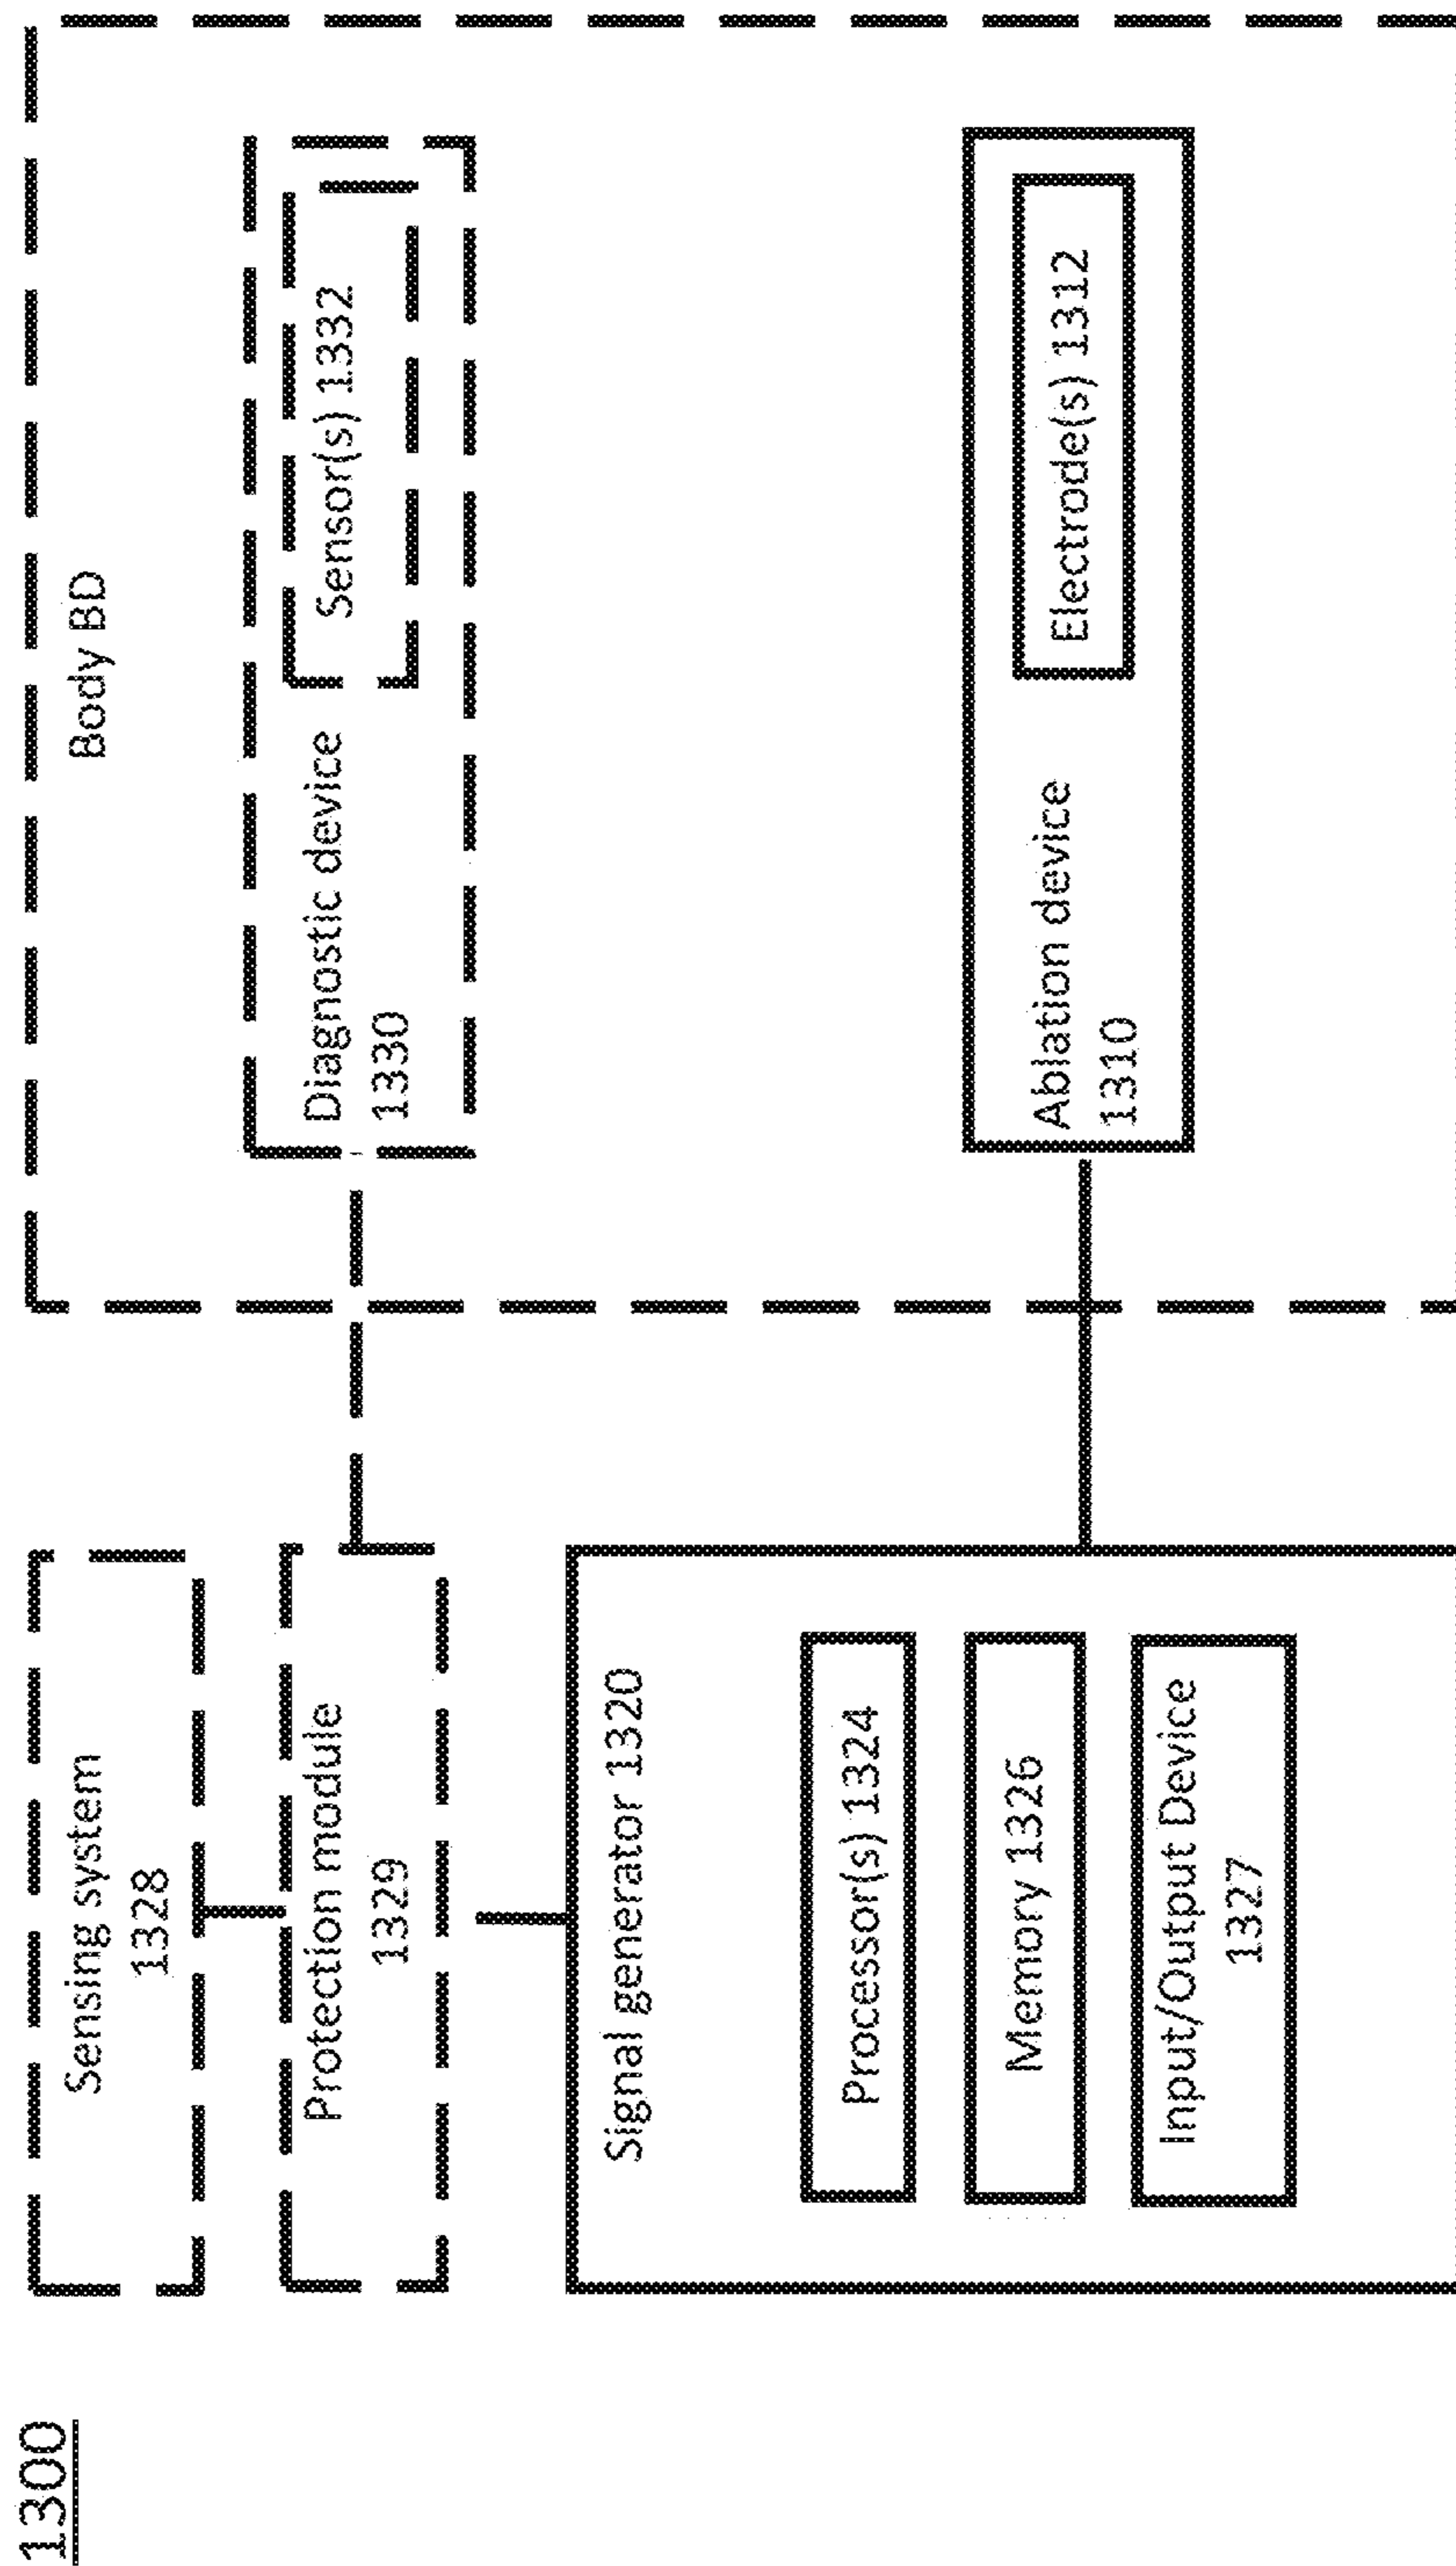 1300
Sensing system
1328
Protection module
1329
Signal generator 1320
Processor(s) 1324
Memory 1326
Input/Output Device
1327
Body BD
Diagnostic device
1330
Sensor(s) 1332
Ablation device
1310
Electrode(s) 1312